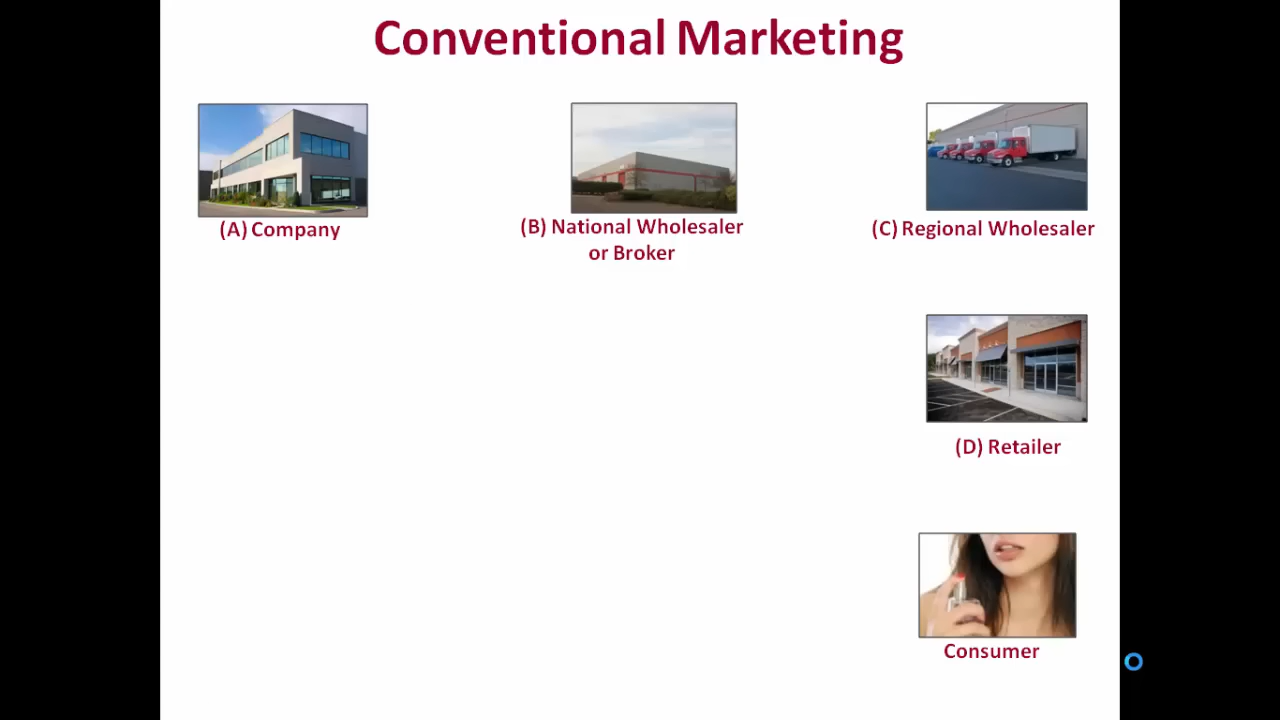 Conventional Marketing
(A) Company
(B) National Wholesaler
or Broker
(C) Regional Wholesaler
(D) Retailer
Consumer